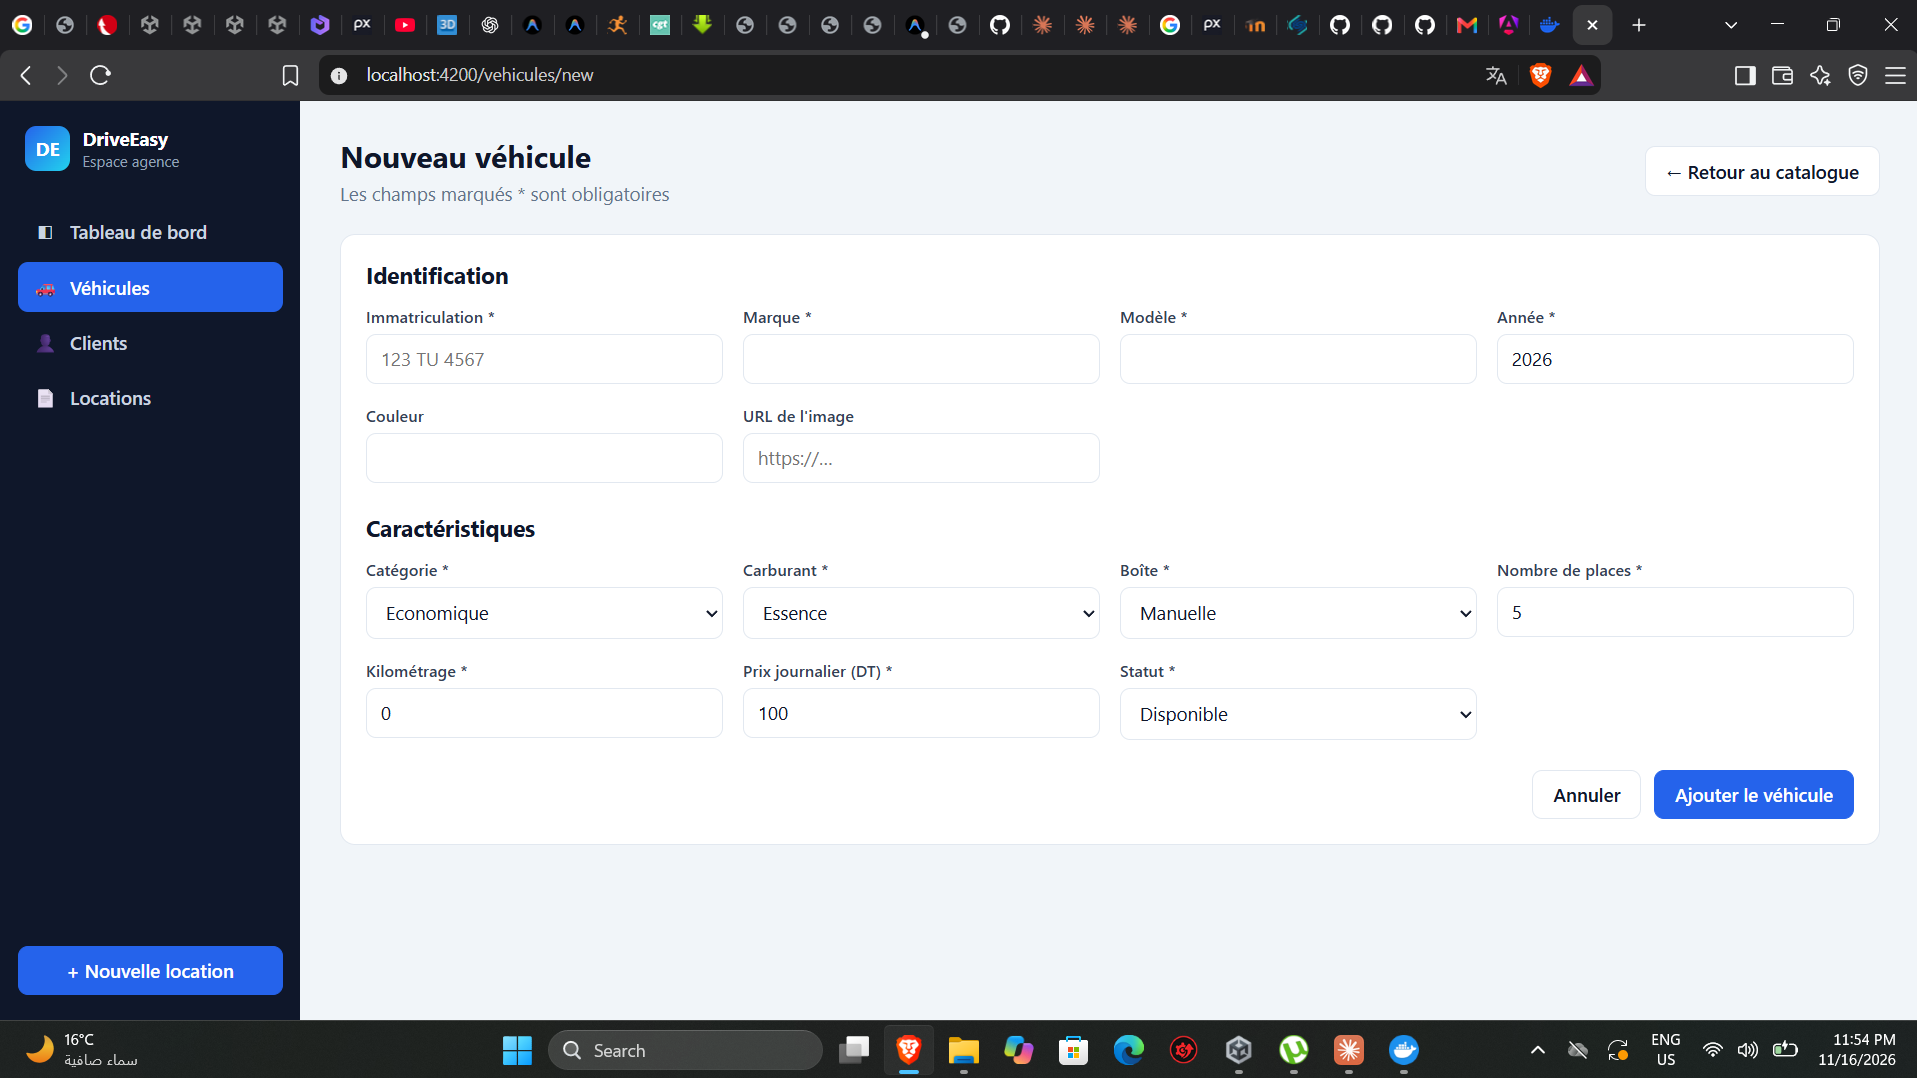 localhost:4200/vehicules/new
DE
DriveEasy
Espace agence
Tableau de bord
Véhicules
Clients
Locations
+ Nouvelle location
Nouveau véhicule
Les champs marqués * sont obligatoires
← Retour au catalogue
Identification
Immatriculation * Marque * Modèle * Année *
123 TU 4567 2026
Couleur URL de l'image
https://...
Caractéristiques
Catégorie * Carburant * Boîte * Nombre de places *
Economique Essence Manuelle 5
Kilométrage * Prix journalier (DT) * Statut *
0 100 Disponible
Annuler Ajouter le véhicule
16°C
سماء صافية
Search
ENG
US
11:54 PM
11/16/2026